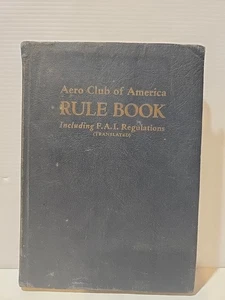 Aero Club of America
RULE BOOK
Including F.A.I. Regulations
(TRANSLATED)